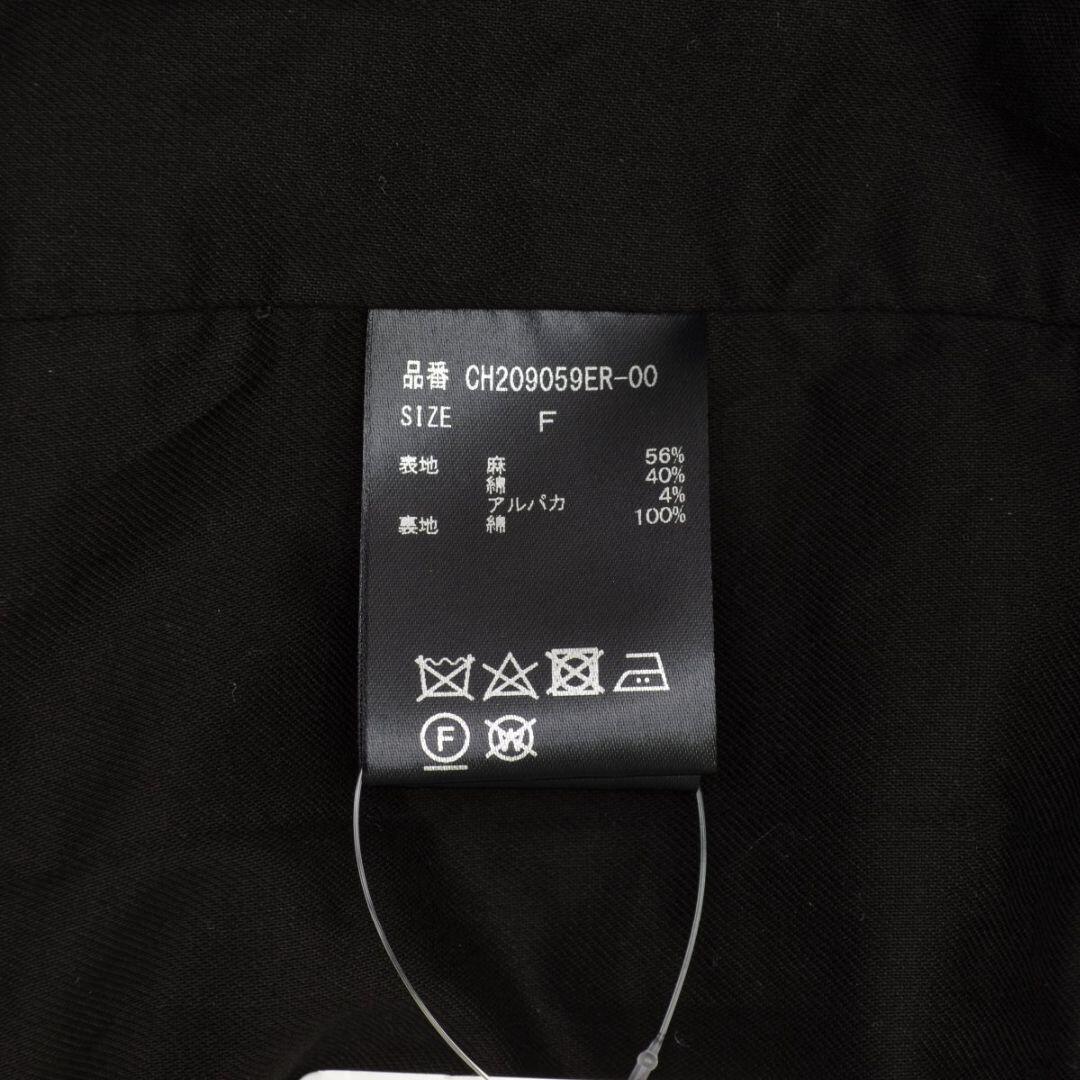 品番 CH209059ER-00
SIZE F
表地 麻 56%
綿 40%
アルパカ 4%
裏地 綿 100%
F W